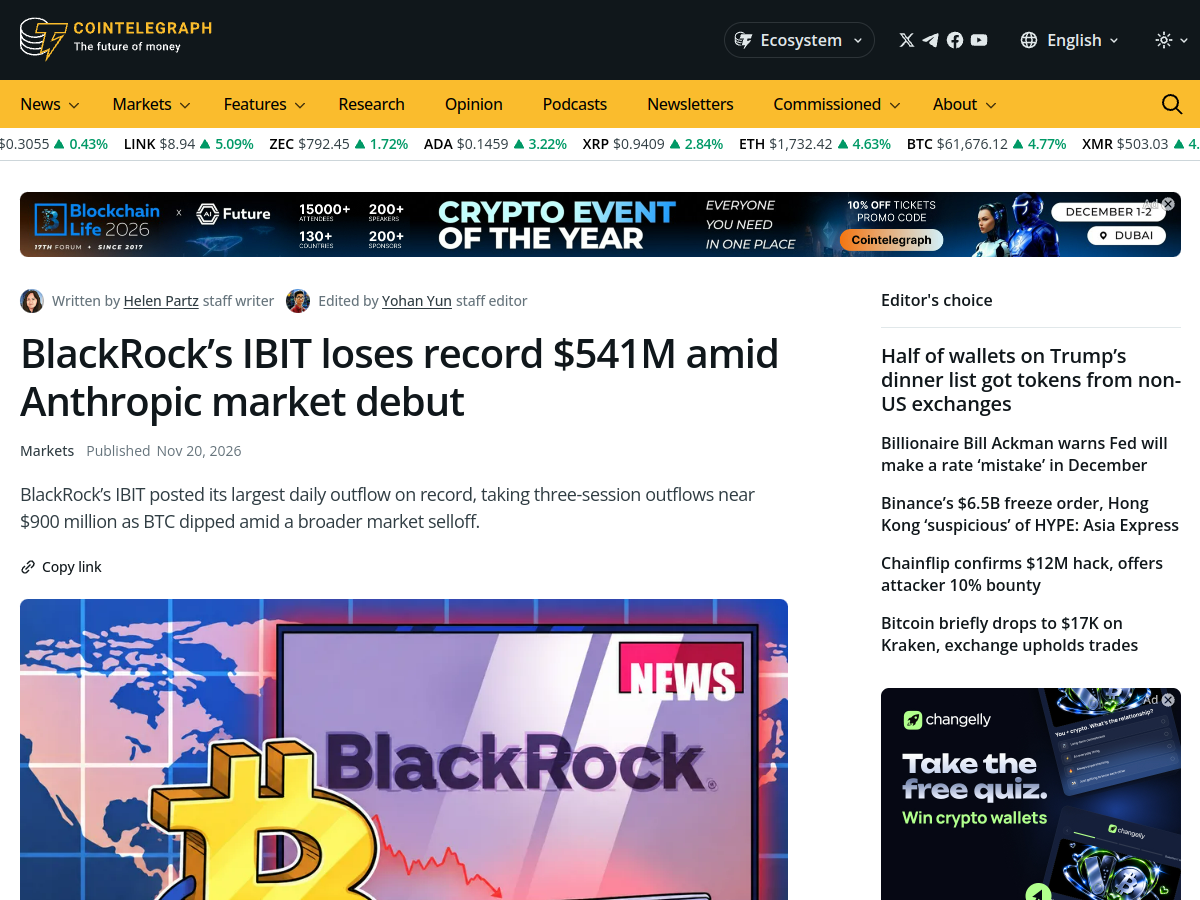 COINTELEGRAPH
The future of money
Ecosystem
English
News
Markets
Features
Research
Opinion
Podcasts
Newsletters
Commissioned
About
$0.3055 ▲ 0.43% LINK $8.94 ▲ 5.09% ZEC $792.45 ▲ 1.72% ADA $0.1459 ▲ 3.22% XRP $0.9409 ▲ 2.84% ETH $1,732.42 ▲ 4.63% BTC $61,676.12 ▲ 4.77% XMR $503.03 ▲ 4.
Blockchain
Life 2026
17TH FORUM • SINCE 2017
x
AI Future
15000+
ATTENDEES
200+
SPEAKERS
130+
COUNTRIES
200+
SPONSORS
CRYPTO EVENT
OF THE YEAR
EVERYONE
YOU NEED
IN ONE PLACE
10% OFF TICKETS
PROMO CODE
Cointelegraph
Ad
DECEMBER 1-2
DUBAI
Written by Helen Partz staff writer
Edited by Yohan Yun staff editor
BlackRock’s IBIT loses record $541M amid
Anthropic market debut
Markets
Published Nov 20, 2026
BlackRock’s IBIT posted its largest daily outflow on record, taking three-session outflows near
$900 million as BTC dipped amid a broader market selloff.
Copy link
NEWS
BlackRock.
Editor's choice
Half of wallets on Trump’s
dinner list got tokens from non-
US exchanges
Billionaire Bill Ackman warns Fed will
make a rate ‘mistake’ in December
Binance’s $6.5B freeze order, Hong
Kong ‘suspicious’ of HYPE: Asia Express
Chainflip confirms $12M hack, offers
attacker 10% bounty
Bitcoin briefly drops to $17K on
Kraken, exchange upholds trades
Ad
changelly
Take the
free quiz.
Win crypto wallets
You + crypto. What's the relationship?
changelly